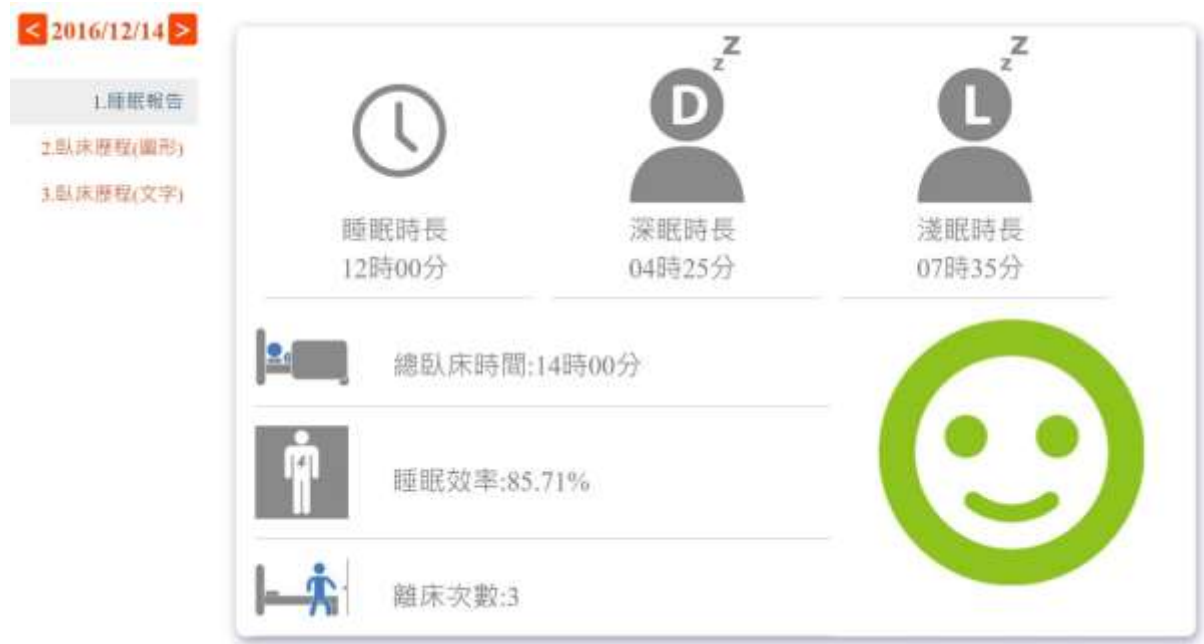 < 2016/12/14 >
1.睡眠報告
2.臥床歷程(圖形)
3.臥床歷程(文字)
z Z
D
z Z
L
睡眠時長
12時00分
深眠時長
04時25分
淺眠時長
07時35分
總臥床時間:14時00分
睡眠效率:85.71%
離床次數:3